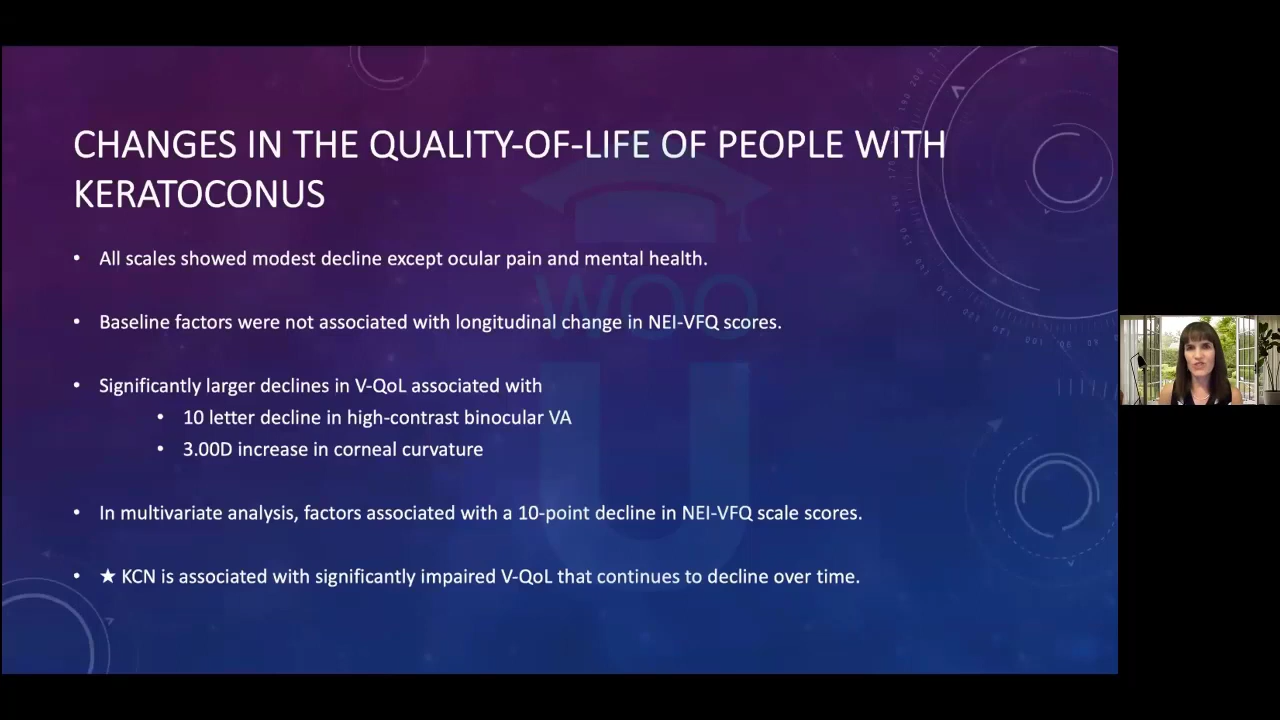 CHANGES IN THE QUALITY-OF-LIFE OF PEOPLE WITH
KERATOCONUS
• All scales showed modest decline except ocular pain and mental health.
• Baseline factors were not associated with longitudinal change in NEI-VFQ scores.
• Significantly larger declines in V-QoL associated with
• 10 letter decline in high-contrast binocular VA
• 3.00D increase in corneal curvature
• In multivariate analysis, factors associated with a 10-point decline in NEI-VFQ scale scores.
• ★ KCN is associated with significantly impaired V-QoL that continues to decline over time.
WOO
U